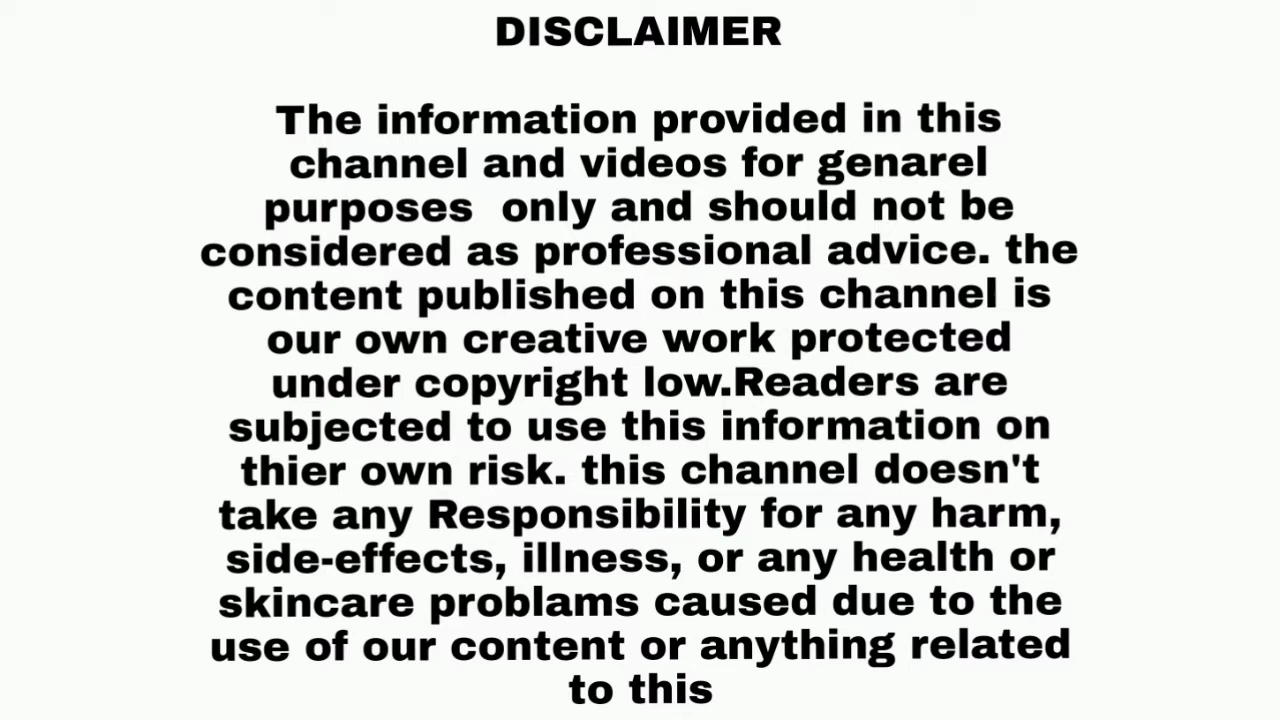 DISCLAIMER
The information provided in this
channel and videos for genarel
purposes only and should not be
considered as professional advice. the
content published on this channel is
our own creative work protected
under copyright low.Readers are
subjected to use this information on
thier own risk. this channel doesn't
take any Responsibility for any harm,
side-effects, illness, or any health or
skincare problams caused due to the
use of our content or anything related
to this